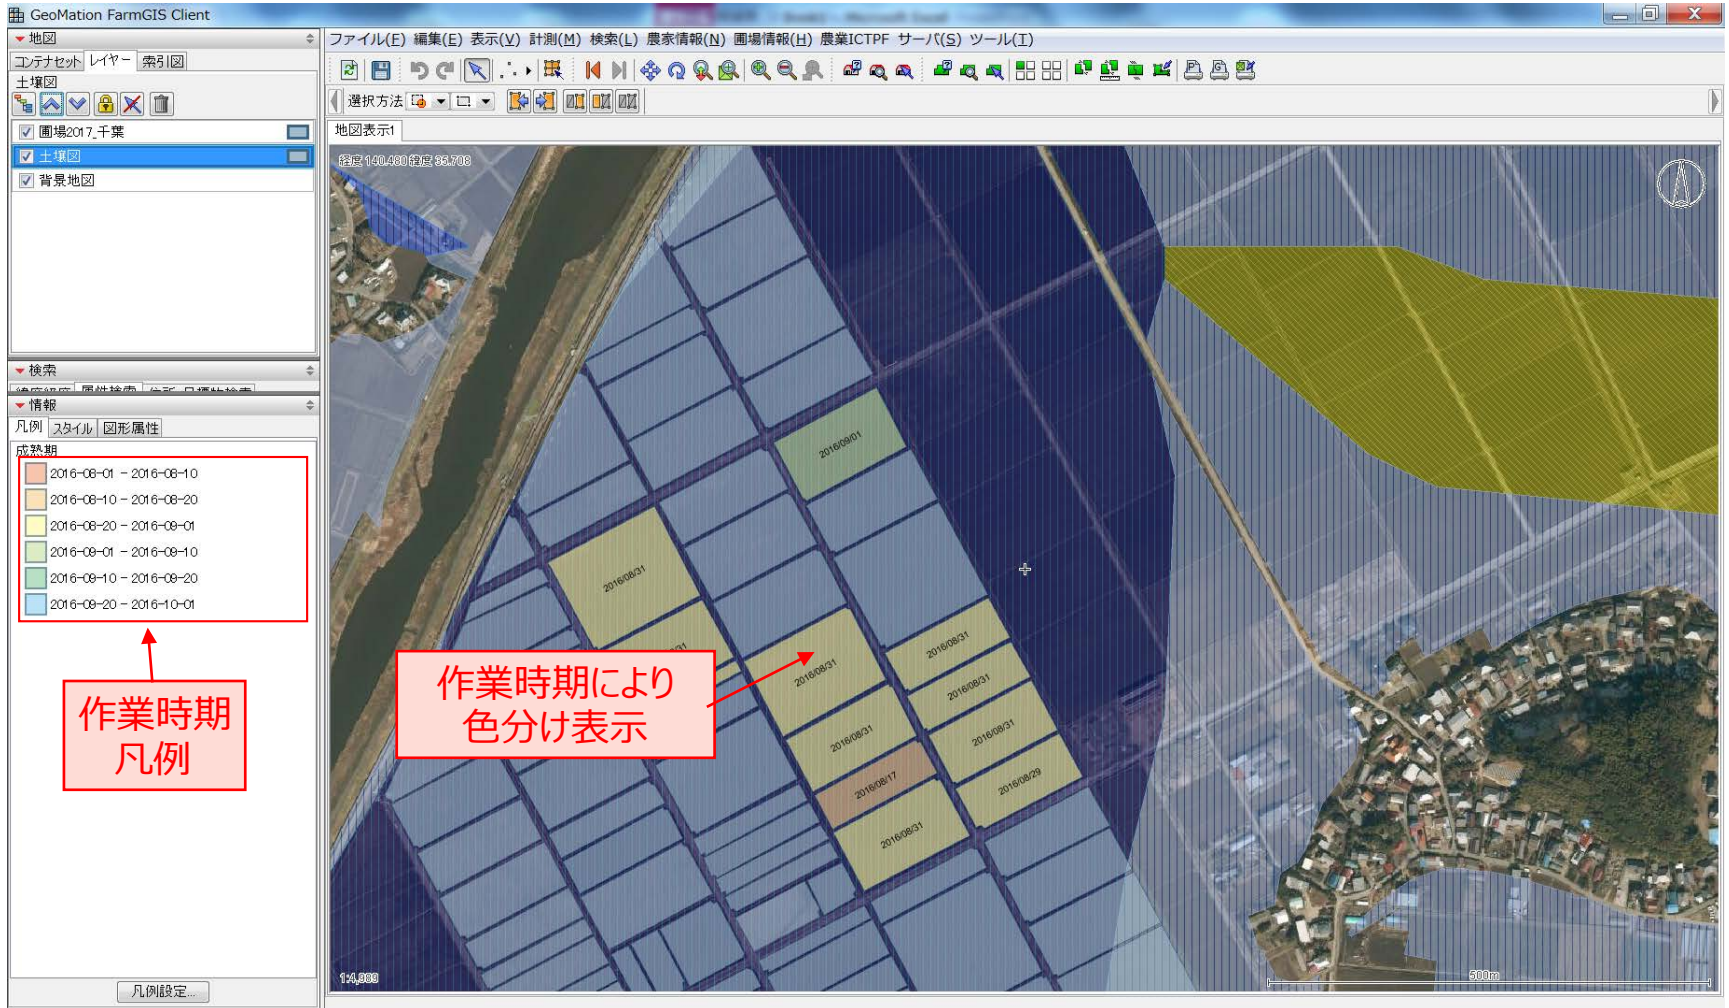 GeoMation FarmGIS Client
地図
コンテナセット レイヤー 索引図
土壌図
圃場2017_千葉
土壌図
背景地図
検索
属性検索
情報
凡例 スタイル 図形属性
成熟期
2016-08-01 - 2016-08-10
2016-08-10 - 2016-08-20
2016-08-20 - 2016-09-01
2016-09-01 - 2016-09-10
2016-09-10 - 2016-09-20
2016-09-20 - 2016-10-01
作業時期
凡例
凡例設定...
ファイル(F) 編集(E) 表示(V) 計測(M) 検索(L) 農家情報(N) 圃場情報(H) 農業ICTPF サーバ(S) ツール(T)
選択方法
地図表示1
経度 140.480 緯度 35.708
2016/09/01
2016/08/31
2016/08/31
2016/08/31
2016/08/31
2016/08/31
2016/08/31
2016/08/17
2016/08/29
2016/08/31
作業時期により
色分け表示
1:4,989
500m